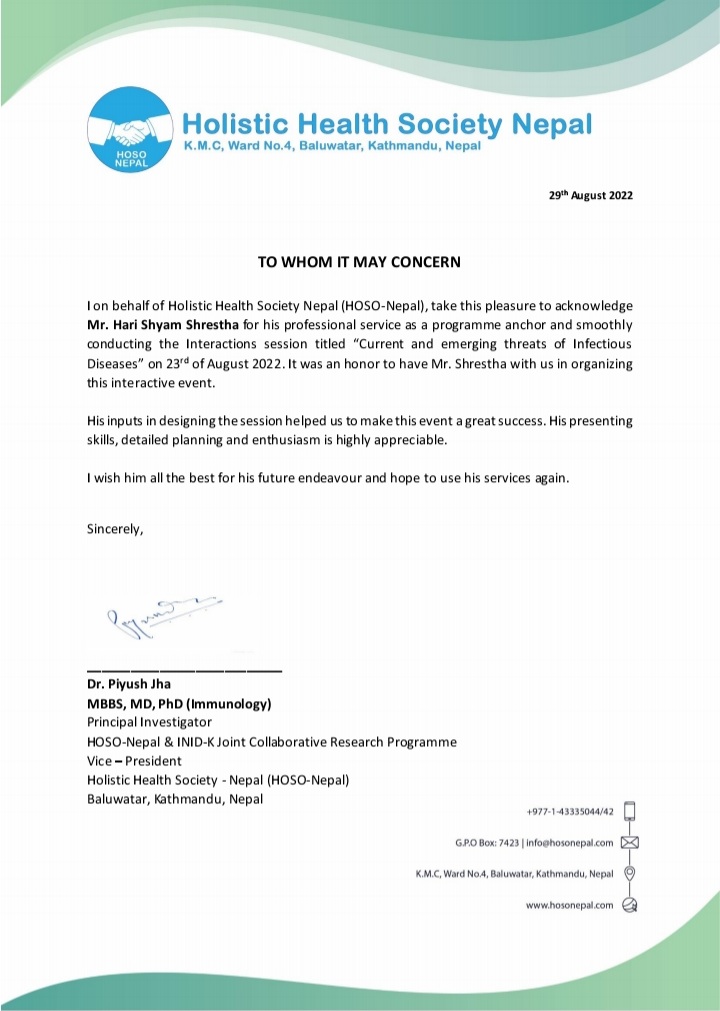 HOSO
NEPAL
Holistic Health Society Nepal
K.M.C, Ward No.4, Baluwatar, Kathmandu, Nepal
29th August 2022
TO WHOM IT MAY CONCERN
I on behalf of Holistic Health Society Nepal (HOSO-Nepal), take this pleasure to acknowledge
Mr. Hari Shyam Shrestha for his professional service as a programme anchor and smoothly
conducting the Interactions session titled “Current and emerging threats of Infectious
Diseases” on 23rd of August 2022. It was an honor to have Mr. Shrestha with us in organizing
this interactive event.
His inputs in designing the session helped us to make this event a great success. His presenting
skills, detailed planning and enthusiasm is highly appreciable.
I wish him all the best for his future endeavour and hope to use his services again.
Sincerely,
Dr. Piyush Jha
MBBS, MD, PhD (Immunology)
Principal Investigator
HOSO-Nepal & INID-K Joint Collaborative Research Programme
Vice – President
Holistic Health Society - Nepal (HOSO-Nepal)
Baluwatar, Kathmandu, Nepal
+977-1-43335044/42
G.P.O Box: 7423 | info@hosonepal.com
K.M.C, Ward No.4, Baluwatar, Kathmandu, Nepal
www.hosonepal.com